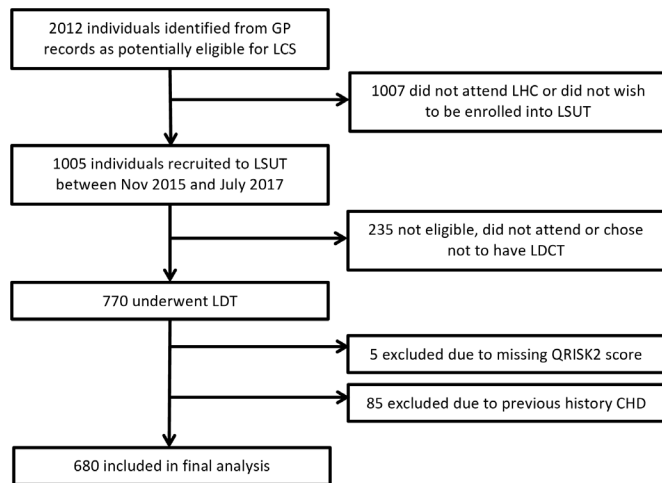 2012 individuals identified from GP
records as potentially eligible for LCS
1007 did not attend LHC or did not wish
to be enrolled into LSUT
1005 individuals recruited to LSUT
between Nov 2015 and July 2017
235 not eligible, did not attend or chose
not to have LDCT
770 underwent LDT
5 excluded due to missing QRISK2 score
85 excluded due to previous history CHD
680 included in final analysis